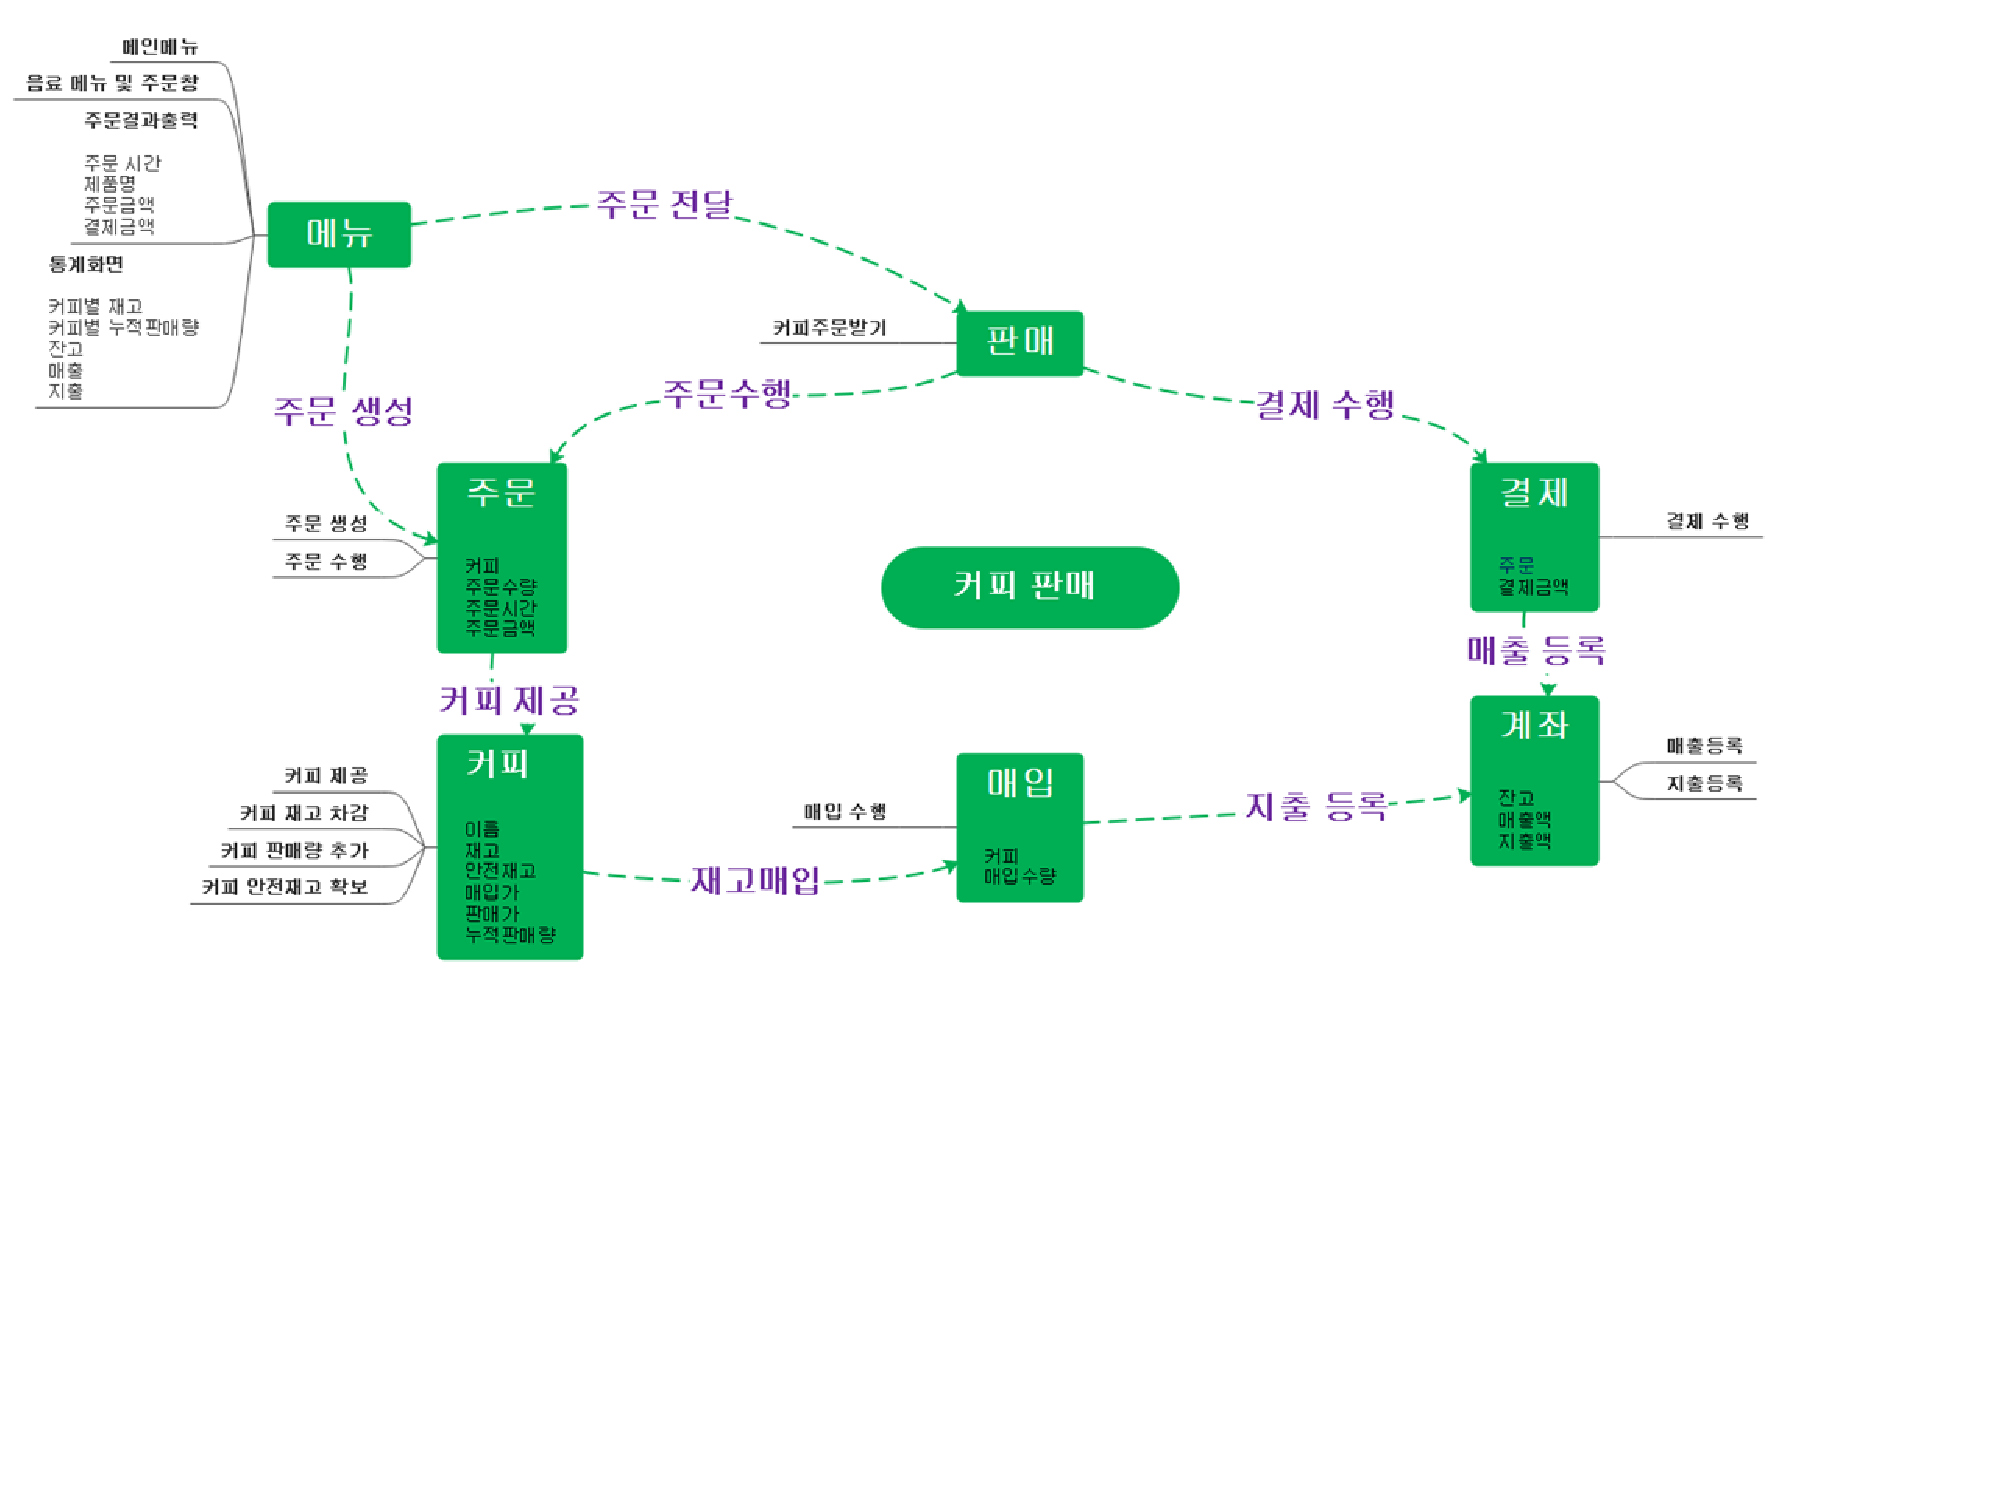 메인메뉴
음료 메뉴 및 주문창
주문결과출력
주문 시간
제품명
주문금액
결제금액
통계화면
커피별 재고
커피별 누적판매량
잔고
매출
지출
메뉴
주문 전달
주문 생성
커피주문받기
판매
주문수행
결제 수행
주문 생성
주문 수행
주문
커피
주문수량
주문시간
주문금액
커피 판매
결제
주문
결제금액
결제 수행
커피 제공
매출 등록
커피 제공
커피 재고 차감
커피 판매량 추가
커피 안전재고 확보
커피
이름
재고
안전재고
매입가
판매가
누적판매량
재고매입
매입 수행
매입
커피
매입수량
지출 등록
계좌
잔고
매출액
지출액
매출등록
지출등록